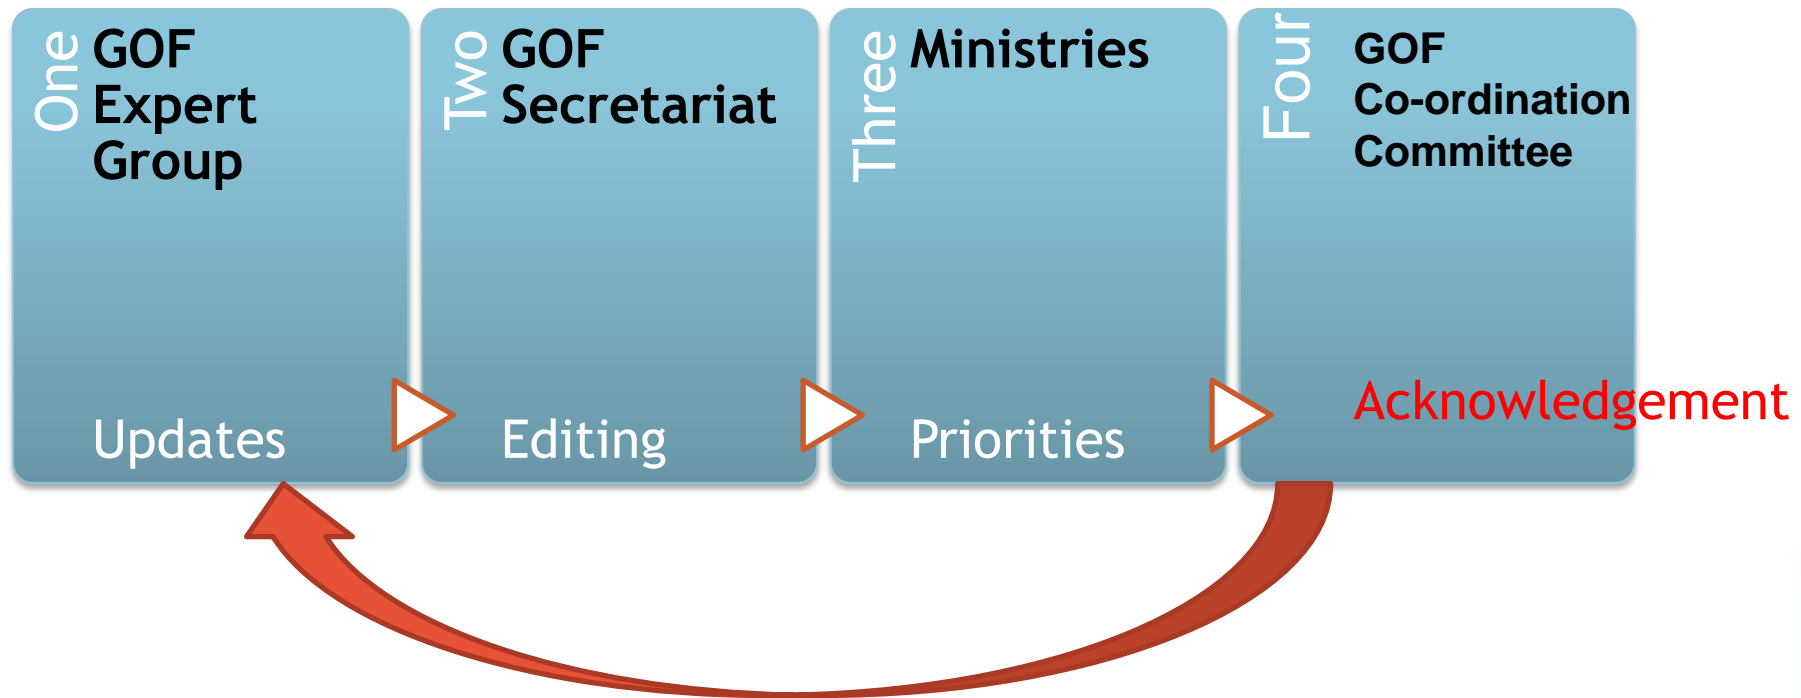 One
GOF
Expert
Group
Updates
Two
GOF
Secretariat
Editing
Three
Ministries
Priorities
Four
GOF
Co-ordination
Committee
Acknowledgement